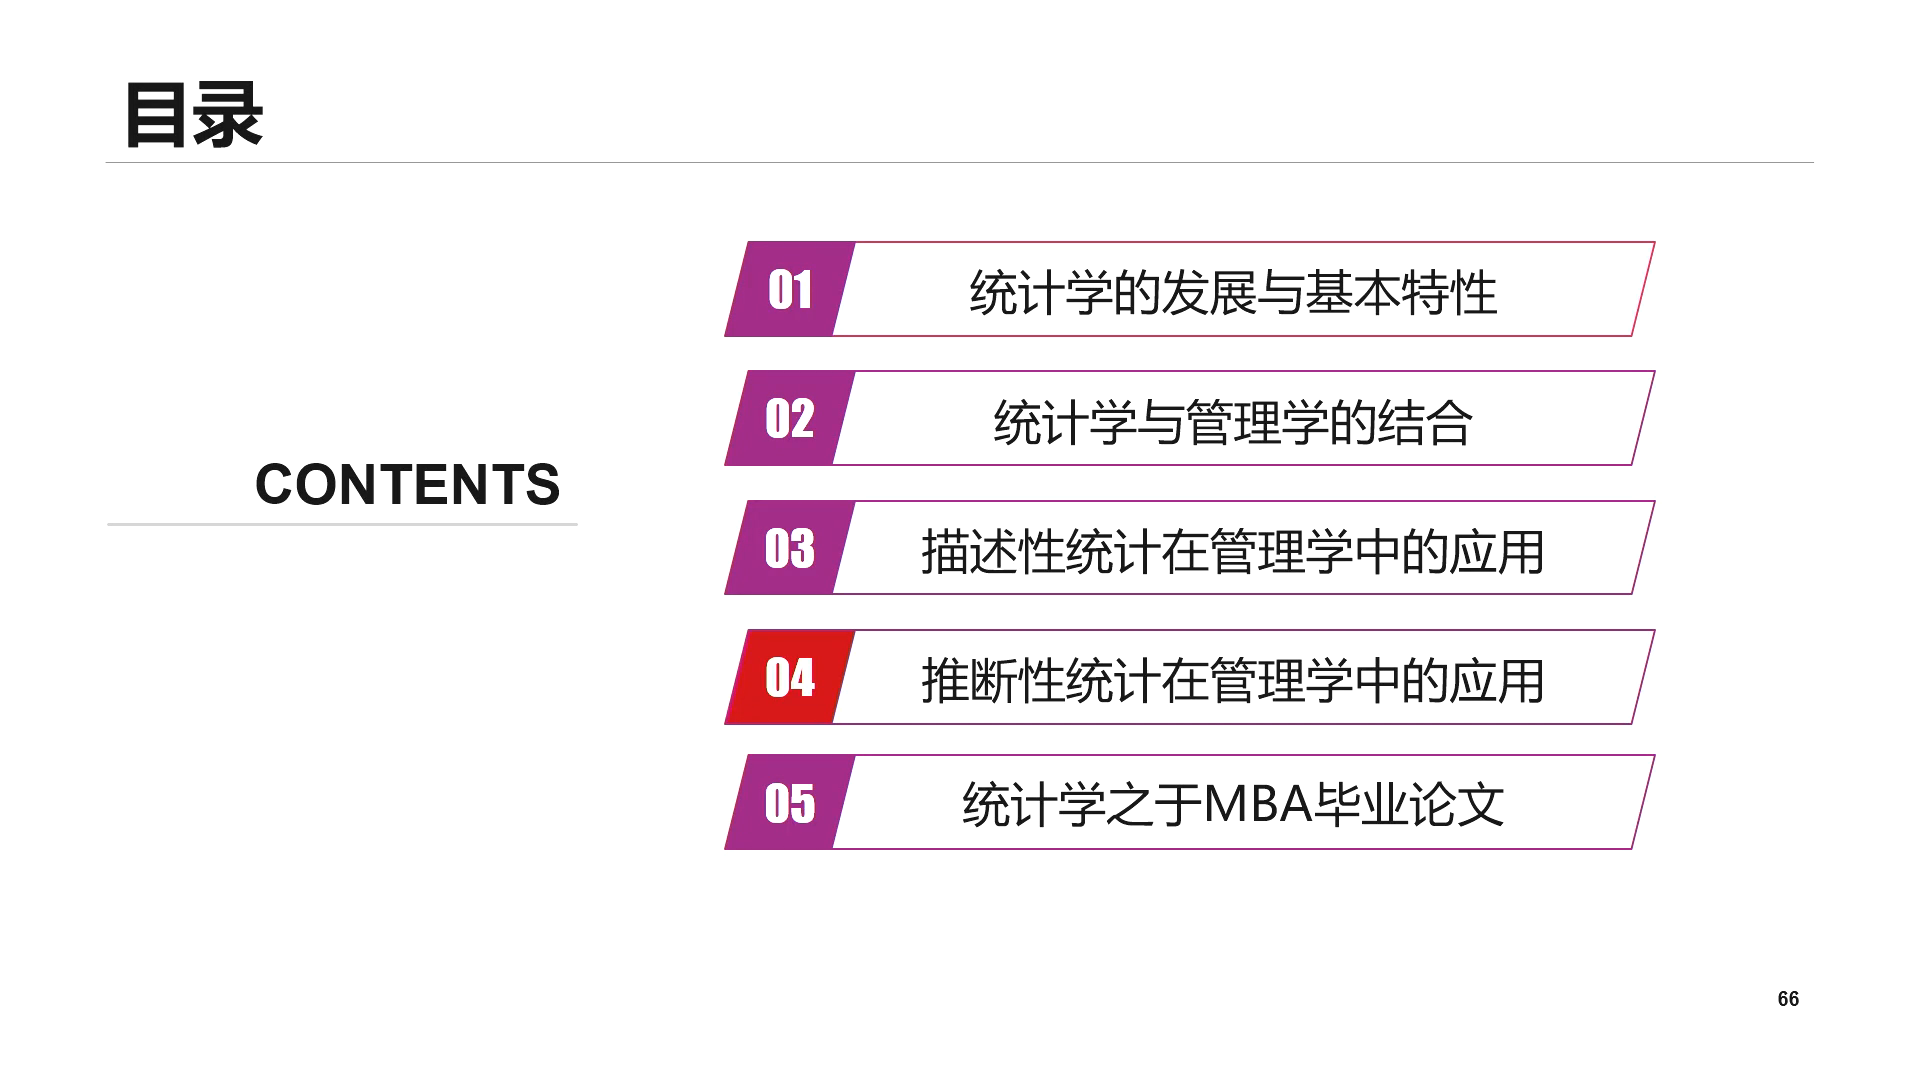 目录
CONTENTS
01 统计学的发展与基本特性
02 统计学与管理学的结合
03 描述性统计在管理学中的应用
04 推断性统计在管理学中的应用
05 统计学之于MBA毕业论文
66